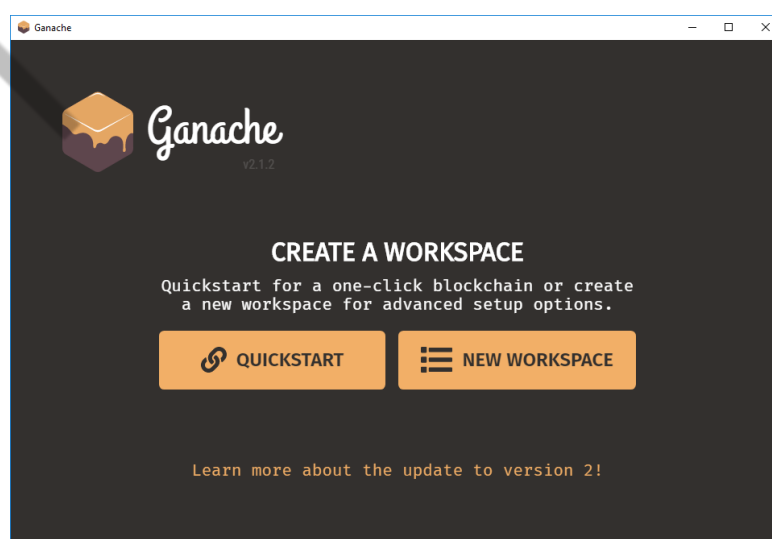 Ganache
Ganache
v2.1.2
CREATE A WORKSPACE
Quickstart for a one-click blockchain or create
a new workspace for advanced setup options.
QUICKSTART
NEW WORKSPACE
Learn more about the update to version 2!